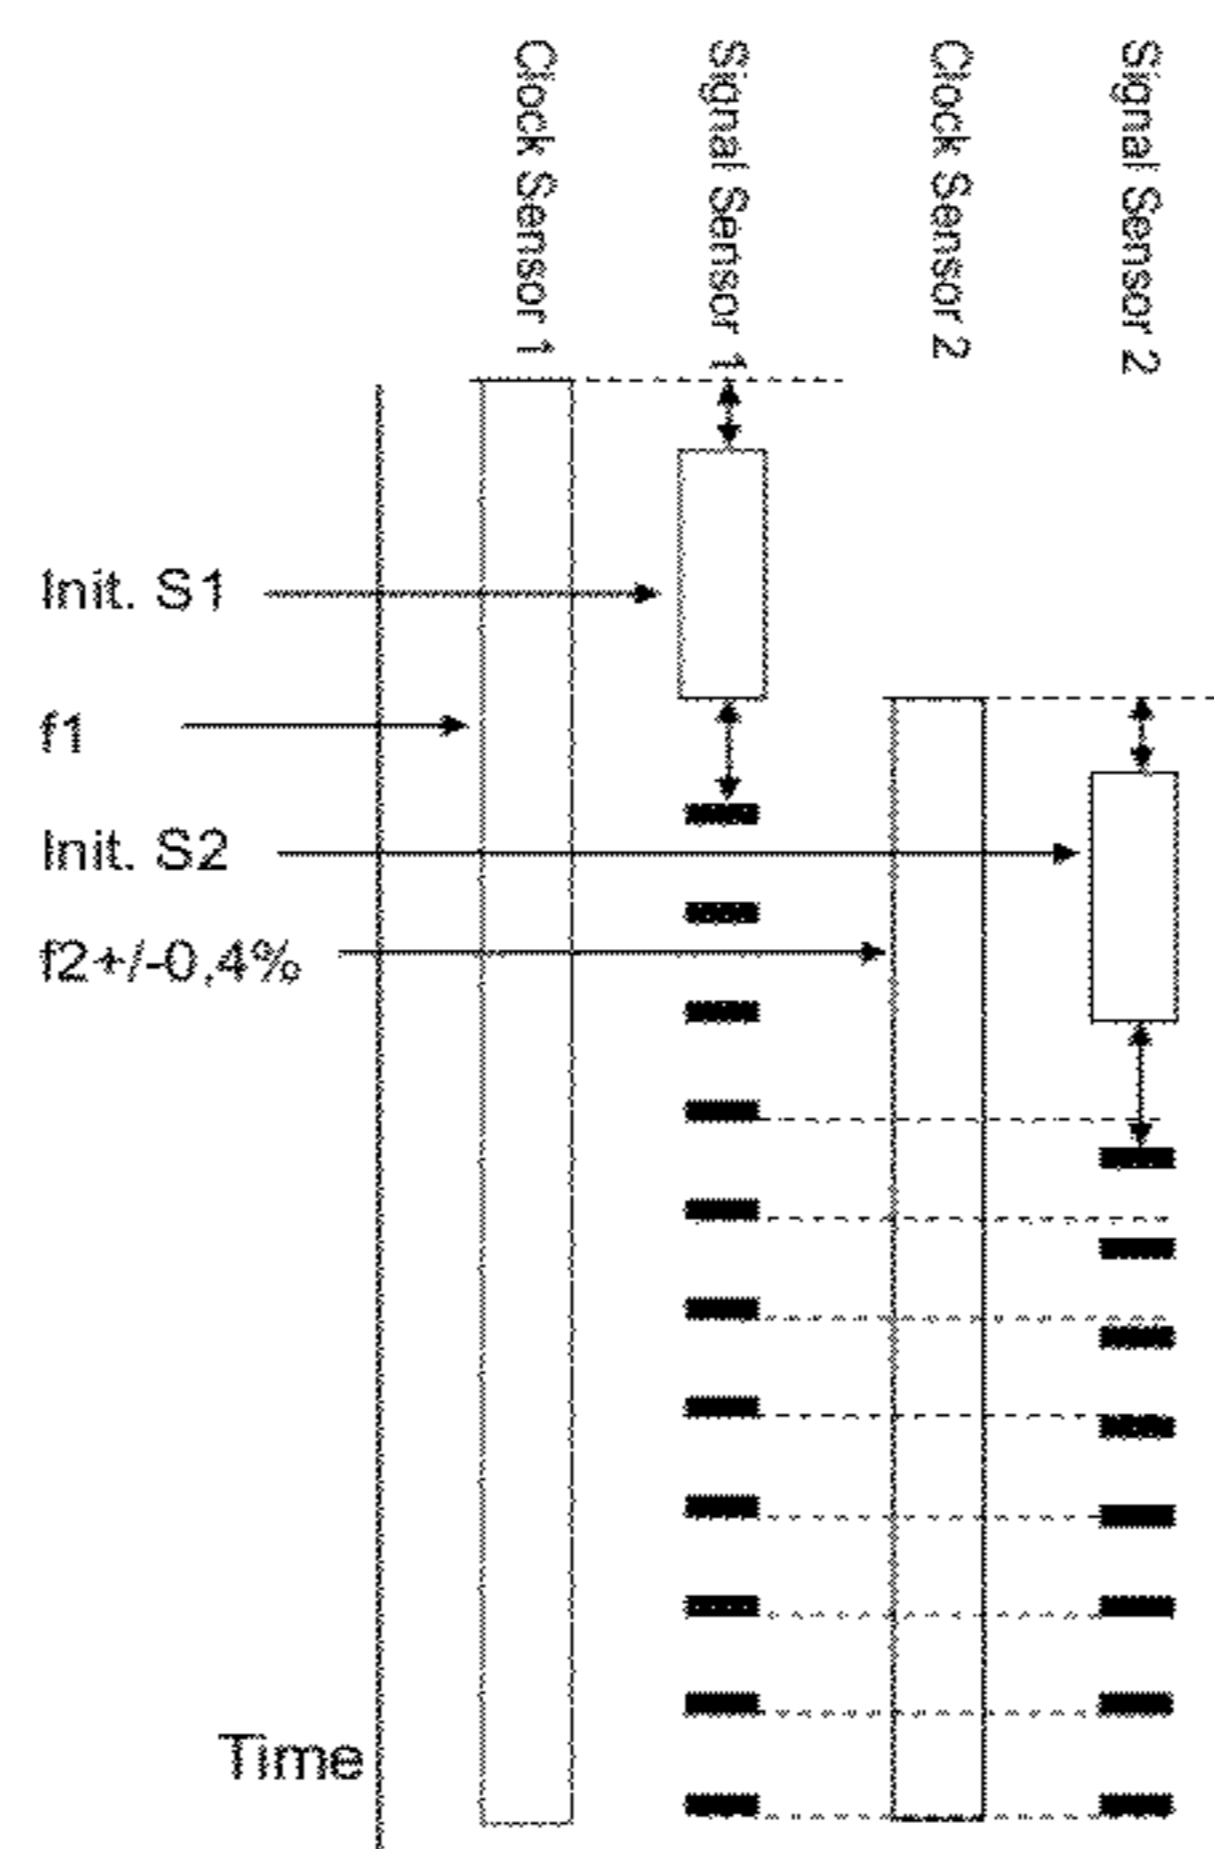 Clock Sensor 1
Signal Sensor 1
Clock Sensor 2
Signal Sensor 2
Init. S1
f1
Init. S2
f2+/-0,4%
Time